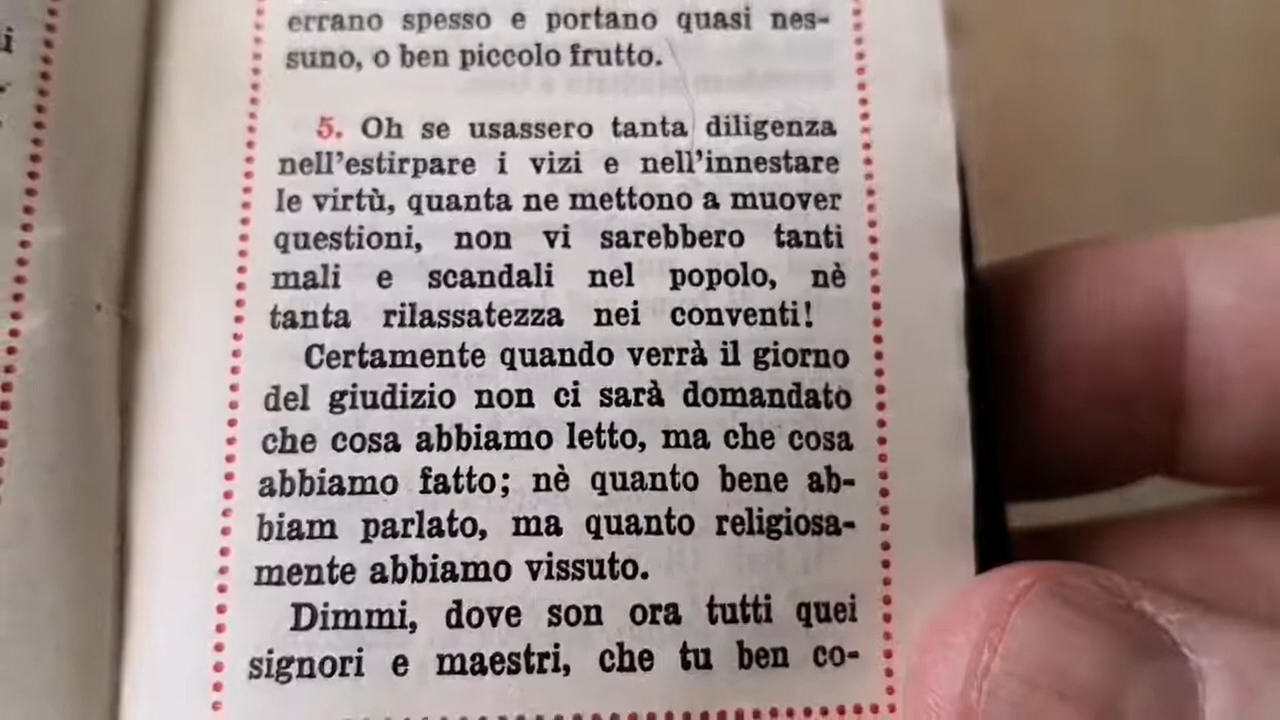 errano spesso e portano quasi nes-
suno, o ben piccolo frutto.
5. Oh se usassero tanta diligenza
nell'estirpare i vizi e nell'innestare
le virtù, quanta ne mettono a muover
questioni, non vi sarebbero tanti
mali e scandali nel popolo, nè
tanta rilassatezza nei conventi!
Certamente quando verrà il giorno
del giudizio non ci sarà domandato
che cosa abbiamo letto, ma che cosa
abbiamo fatto; nè quanto bene ab-
biam parlato, ma quanto religiosa-
mente abbiamo vissuto.
Dimmi, dove son ora tutti quei
signori e maestri, che tu ben co-